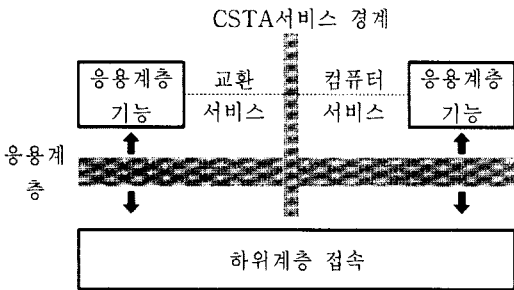 CSTA서비스 경계
응용계층
기능
교환
서비스
컴퓨터
서비스
응용계층
기능
응용계
층
하위계층 접속